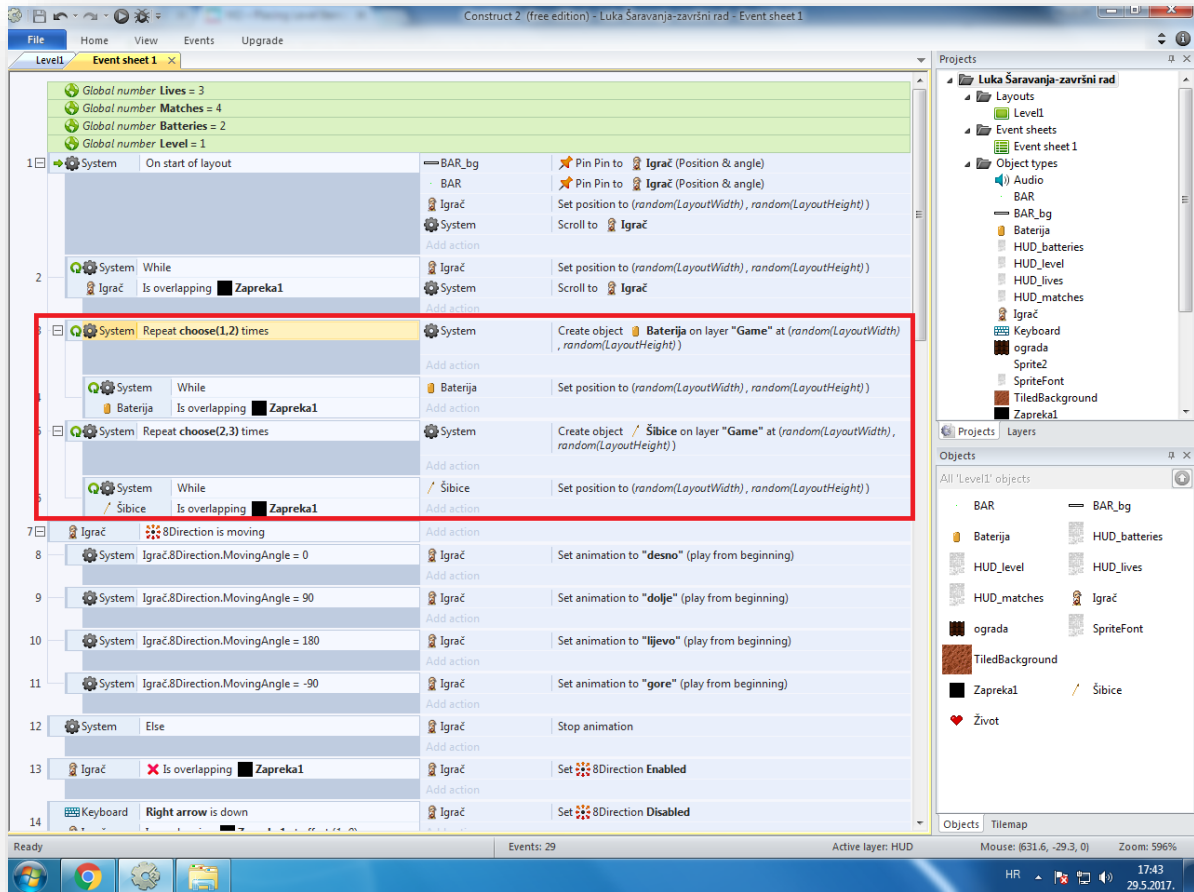 Construct 2 (free edition) - Luka Šaravanja-završni rad - Event sheet 1
File Home View Events Upgrade
Level1 Event sheet 1
Global number Lives = 3
Global number Matches = 4
Global number Batteries = 2
Global number Level = 1
1 System On start of layout BAR_bg Pin Pin to Igrač (Position & angle)
BAR Pin Pin to Igrač (Position & angle)
Igrač Set position to (random(LayoutWidth) , random(LayoutHeight) )
System Scroll to Igrač
Add action
2 System While Igrač Set position to (random(LayoutWidth) , random(LayoutHeight) )
Igrač Is overlapping Zapreka1 System Scroll to Igrač
Add action
3 System Repeat choose(1,2) times System Create object Baterija on layer "Game" at (random(LayoutWidth)
, random(LayoutHeight) )
Add action
System While Baterija Set position to (random(LayoutWidth) , random(LayoutHeight) )
Baterija Is overlapping Zapreka1 Add action
System Repeat choose(2,3) times System Create object Šibice on layer "Game" at (random(LayoutWidth) ,
random(LayoutHeight) )
Add action
System While Šibice Set position to (random(LayoutWidth) , random(LayoutHeight) )
Šibice Is overlapping Zapreka1 Add action
7 Igrač 8Direction is moving Add action
8 System Igrač.8Direction.MovingAngle = 0 Igrač Set animation to "desno" (play from beginning)
Add action
9 System Igrač.8Direction.MovingAngle = 90 Igrač Set animation to "dolje" (play from beginning)
Add action
10 System Igrač.8Direction.MovingAngle = 180 Igrač Set animation to "lijevo" (play from beginning)
Add action
11 System Igrač.8Direction.MovingAngle = -90 Igrač Set animation to "gore" (play from beginning)
Add action
12 System Else Igrač Stop animation
Add action
13 Igrač Is overlapping Zapreka1 Igrač Set 8Direction Enabled
Add action
14 Keyboard Right arrow is down Igrač Set 8Direction Disabled
Projects
Luka Šaravanja-završni rad
Layouts
Level1
Event sheets
Event sheet 1
Object types
Audio
BAR
BAR_bg
Baterija
HUD_batteries
HUD_level
HUD_lives
HUD_matches
Igrač
Keyboard
ograda
Sprite2
SpriteFont
TiledBackground
Zapreka1
Projects Layers
Objects
All 'Level1' objects
BAR BAR_bg
Baterija HUD_batteries
HUD_level HUD_lives
HUD_matches Igrač
ograda SpriteFont
TiledBackground
Zapreka1 Šibice
Život
Objects Tilemap
Ready Events: 29 Active layer: HUD Mouse: (631.6, -29.3, 0) Zoom: 596%
HR 17:43
29.5.2017.